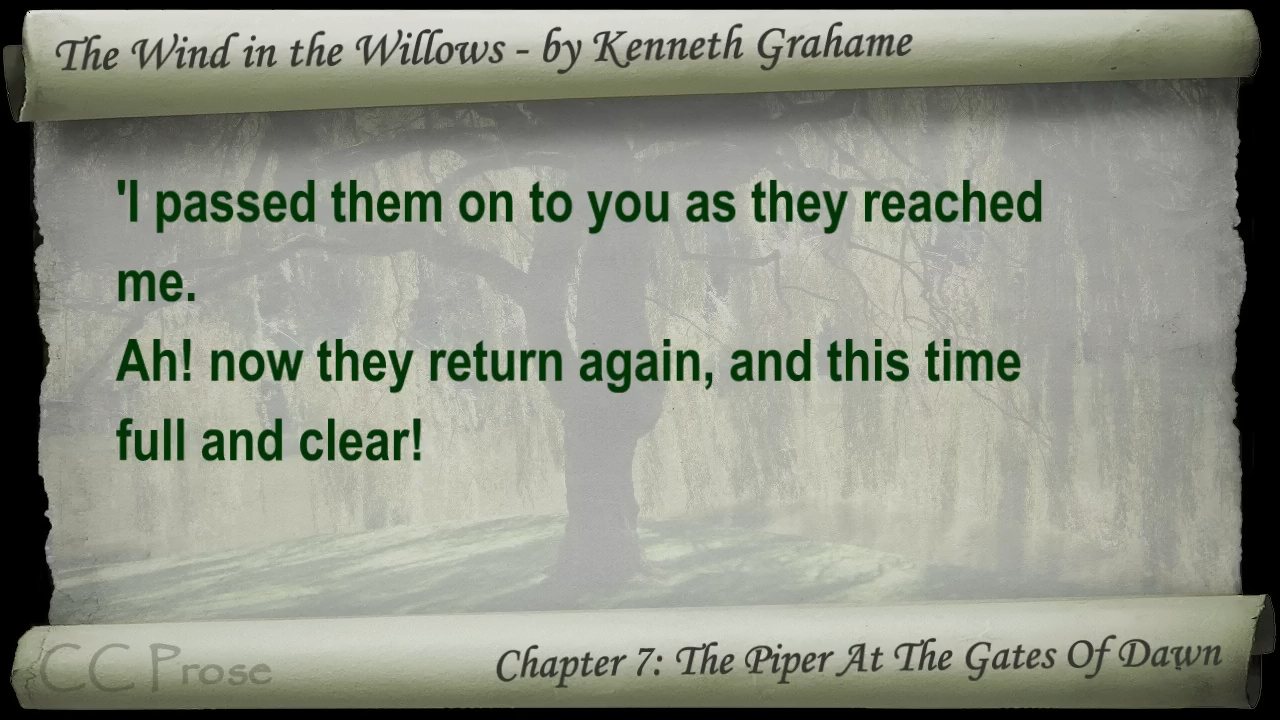 The Wind in the Willows - by Kenneth Grahame
'I passed them on to you as they reached
me.
Ah! now they return again, and this time
full and clear!
CC Prose
Chapter 7: The Piper At The Gates Of Dawn